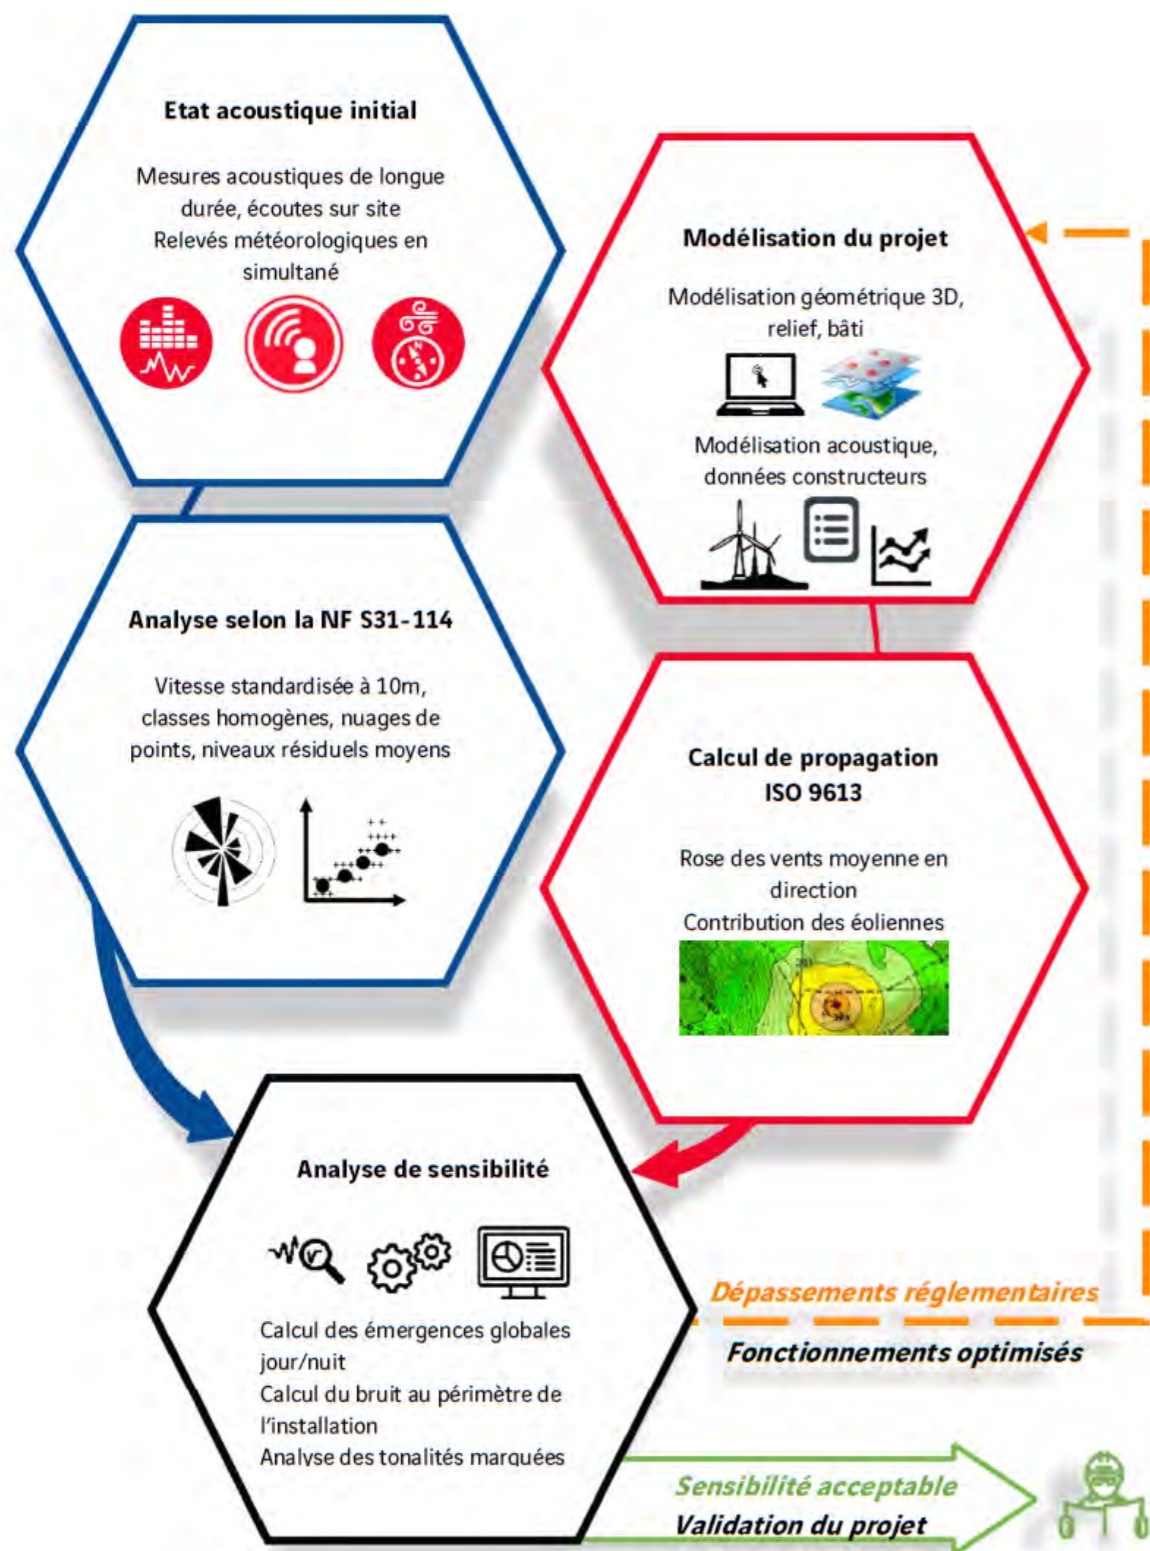 Etat acoustique initial
Mesures acoustiques de longue
durée, écoutes sur site
Relevés météorologiques en
simultané
Modélisation du projet
Modélisation géométrique 3D,
relief, bâti
Modélisation acoustique,
données constructeurs
Analyse selon la NF S31-114
Vitesse standardisée à 10m,
classes homogènes, nuages de
points, niveaux résiduels moyens
Calcul de propagation
ISO 9613
Rose des vents moyenne en
direction
Contribution des éoliennes
Analyse de sensibilité
Calcul des émergences globales
jour/nuit
Calcul du bruit au périmètre de
l'installation
Analyse des tonalités marquées
Dépassements réglementaires
Fonctionnements optimisés
Sensibilité acceptable
Validation du projet